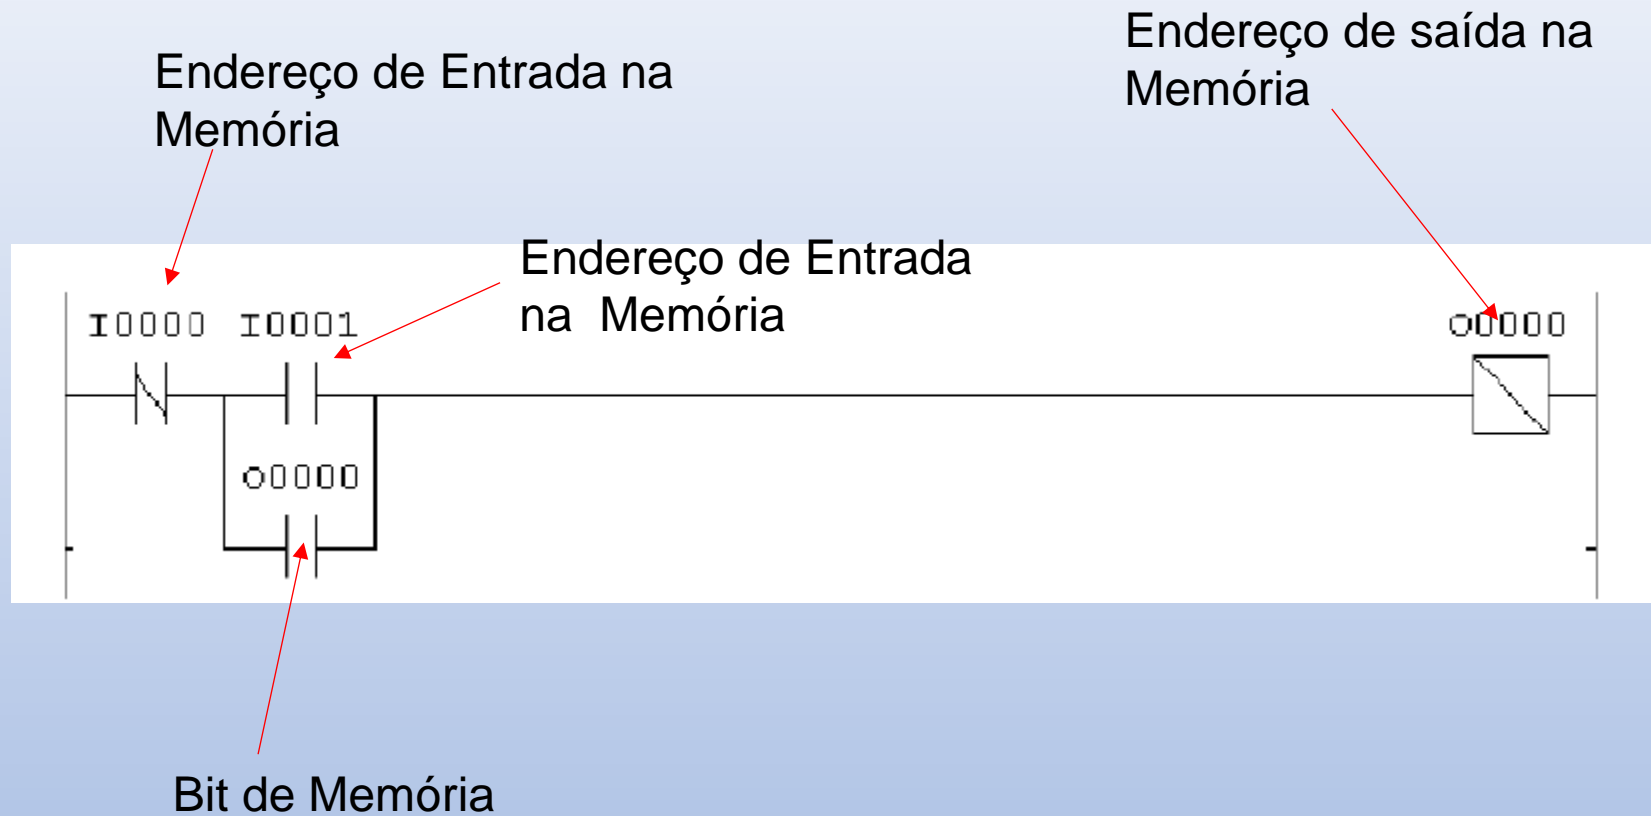 Endereço de saída na
Memória
Endereço de Entrada na
Memória
Endereço de Entrada
na Memória
I0000 I0001
O0000
O0000
Bit de Memória